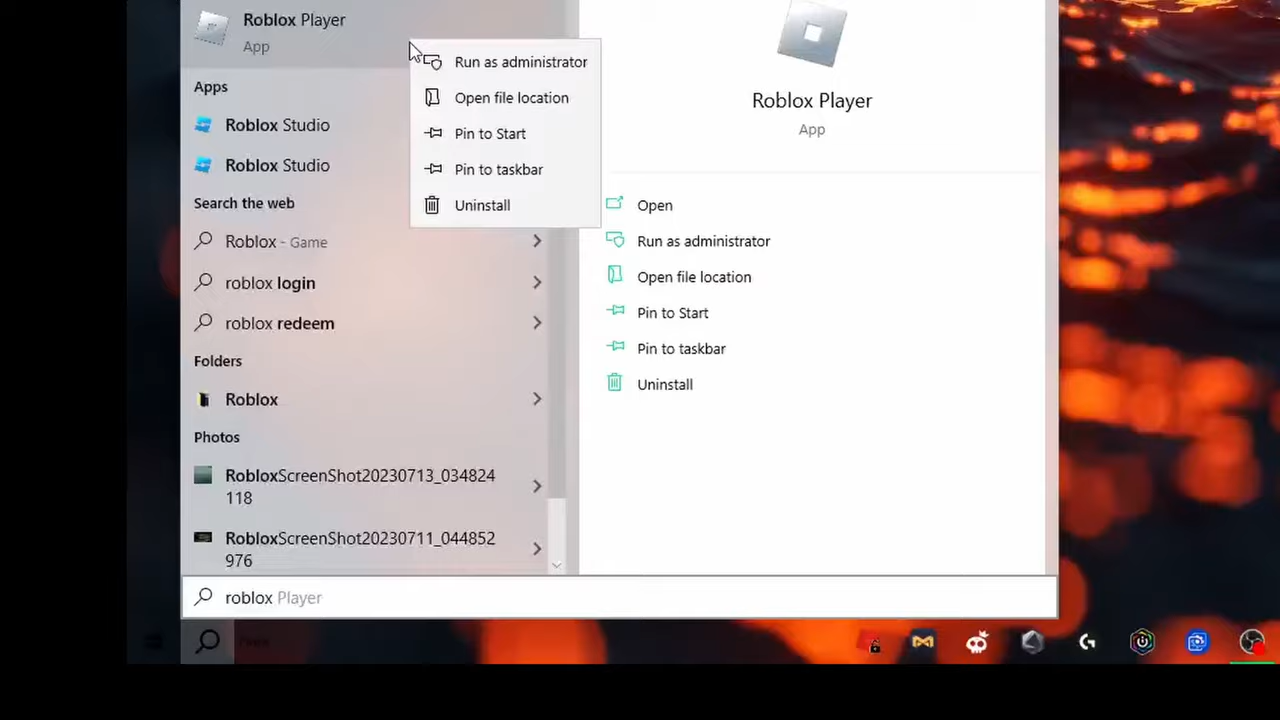 Roblox Player
App
Run as administrator
Open file location
Pin to Start
Pin to taskbar
Uninstall
Apps
Roblox Studio
Roblox Studio
Search the web
Roblox - Game
roblox login
roblox redeem
Folders
Roblox
Photos
RobloxScreenShot20230713_034824
118
RobloxScreenShot20230711_044852
976
Roblox Player
App
Open
Run as administrator
Open file location
Pin to Start
Pin to taskbar
Uninstall
roblox Player